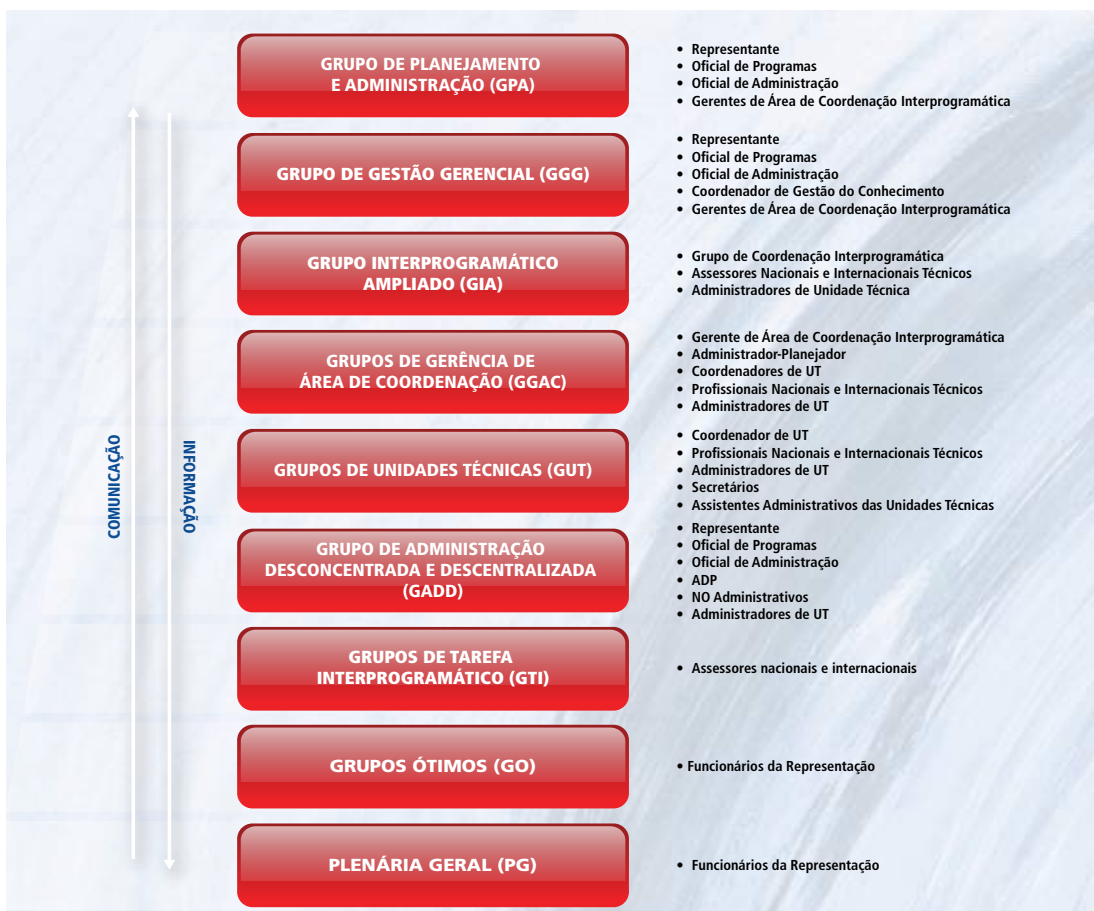 GRUPO DE PLANEJAMENTO
E ADMINISTRAÇÃO (GPA)
• Representante
• Oficial de Programas
• Oficial de Administração
• Gerentes de Área de Coordenação Interprogramática
GRUPO DE GESTÃO GERENCIAL (GGG)
• Representante
• Oficial de Programas
• Oficial de Administração
• Coordenador de Gestão do Conhecimento
• Gerentes de Área de Coordenação Interprogramática
GRUPO INTERPROGRAMÁTICO
AMPLIADO (GIA)
• Grupo de Coordenação Interprogramática
• Assessores Nacionais e Internacionais Técnicos
• Administradores de Unidade Técnica
GRUPOS DE GERÊNCIA DE
ÁREA DE COORDENAÇÃO (GGAC)
• Gerente de Área de Coordenação Interprogramática
• Administrador-Planejador
• Coordenadores de UT
• Profissionais Nacionais e Internacionais Técnicos
• Administradores de UT
COMUNICAÇÃO
INFORMAÇÃO
GRUPOS DE UNIDADES TÉCNICAS (GUT)
• Coordenador de UT
• Profissionais Nacionais e Internacionais Técnicos
• Administradores de UT
• Secretários
• Assistentes Administrativos das Unidades Técnicas
GRUPO DE ADMINISTRAÇÃO
DESCONCENTRADA E DESCENTRALIZADA
(GADD)
• Representante
• Oficial de Programas
• Oficial de Administração
• ADP
• NO Administrativos
• Administradores de UT
GRUPOS DE TAREFA
INTERPROGRAMÁTICO (GTI)
• Assessores nacionais e internacionais
GRUPOS ÓTIMOS (GO)
• Funcionários da Representação
PLENÁRIA GERAL (PG)
• Funcionários da Representação